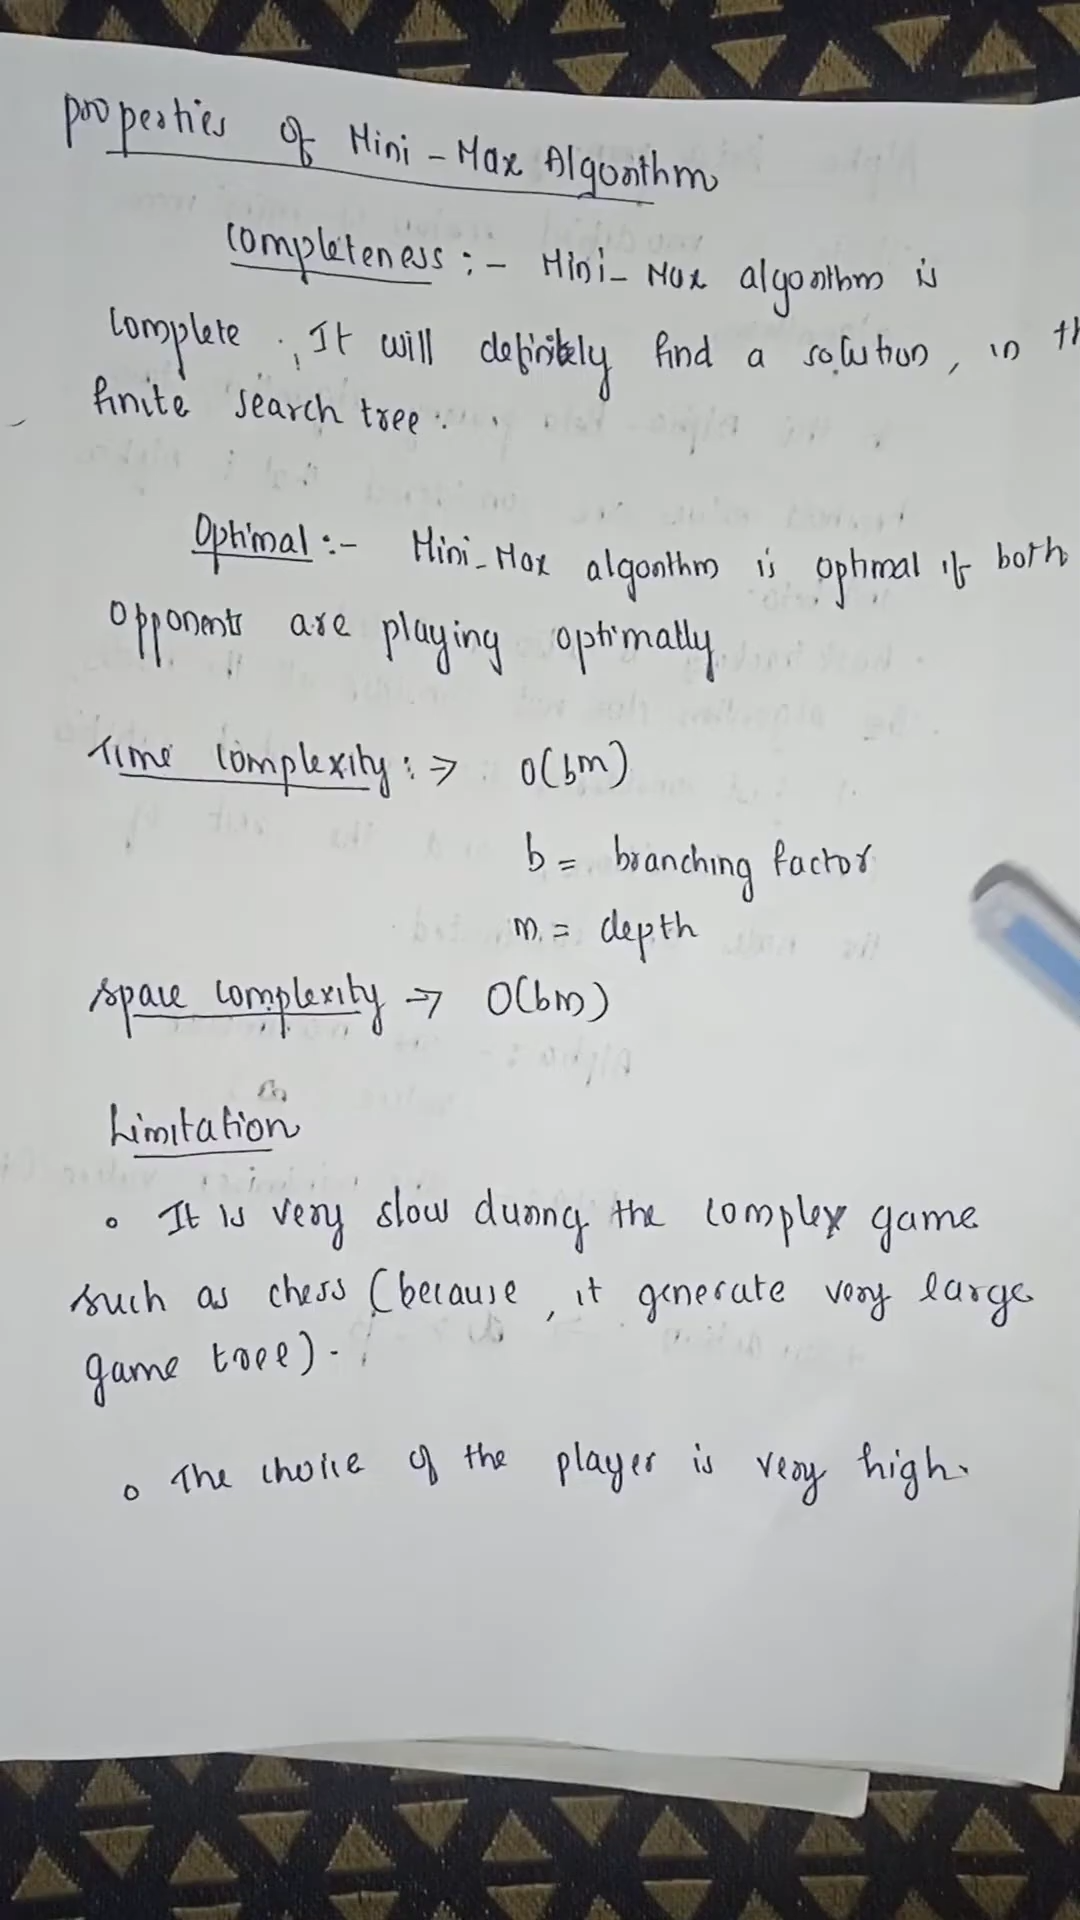 properties of Mini - Max Algorithm
Completeness :- Mini - Max algorithm is
Complete . It will definitely find a solution, in th
finite search tree.
Optimal :- Mini - Max algorithm is optimal if both
opponents are playing optimally
Time Complexity : ⇒ O(bm)
b = branching factor
m = depth
Space Complexity → O(bm)
Limitation
• It is very slow during the complex game
such as chess (because, it generate very large
game tree).
• The choice of the player is very high.